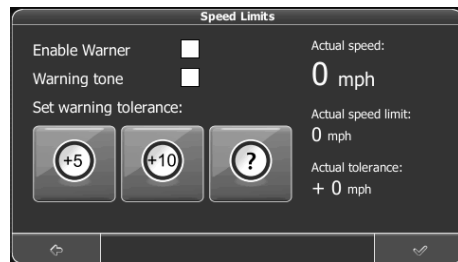 Speed Limits
Enable Warner
Warning tone
Set warning tolerance:
+5
+10
?
Actual speed:
0 mph
Actual speed limit:
0 mph
Actual tolerance:
+ 0 mph